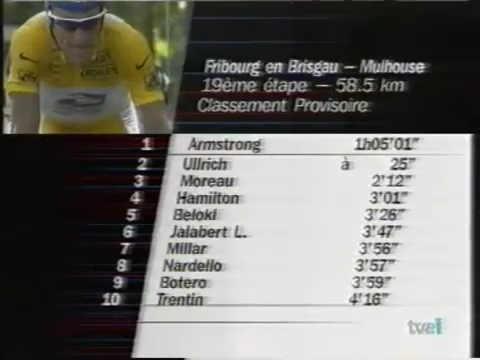 Fribourg en Brisgau – Mulhouse
19ème étape – 58.5 km
Classement Provisoire
1 Armstrong 1h05'01"
2 Ullrich à 25"
3 Moreau 2'12"
4 Hamilton 3'01"
5 Beloki 3'26"
6 Jalabert L. 3'47"
7 Millar 3'56"
8 Nardello 3'57"
9 Botero 3'59"
10 Trentin 4'16"
tve1